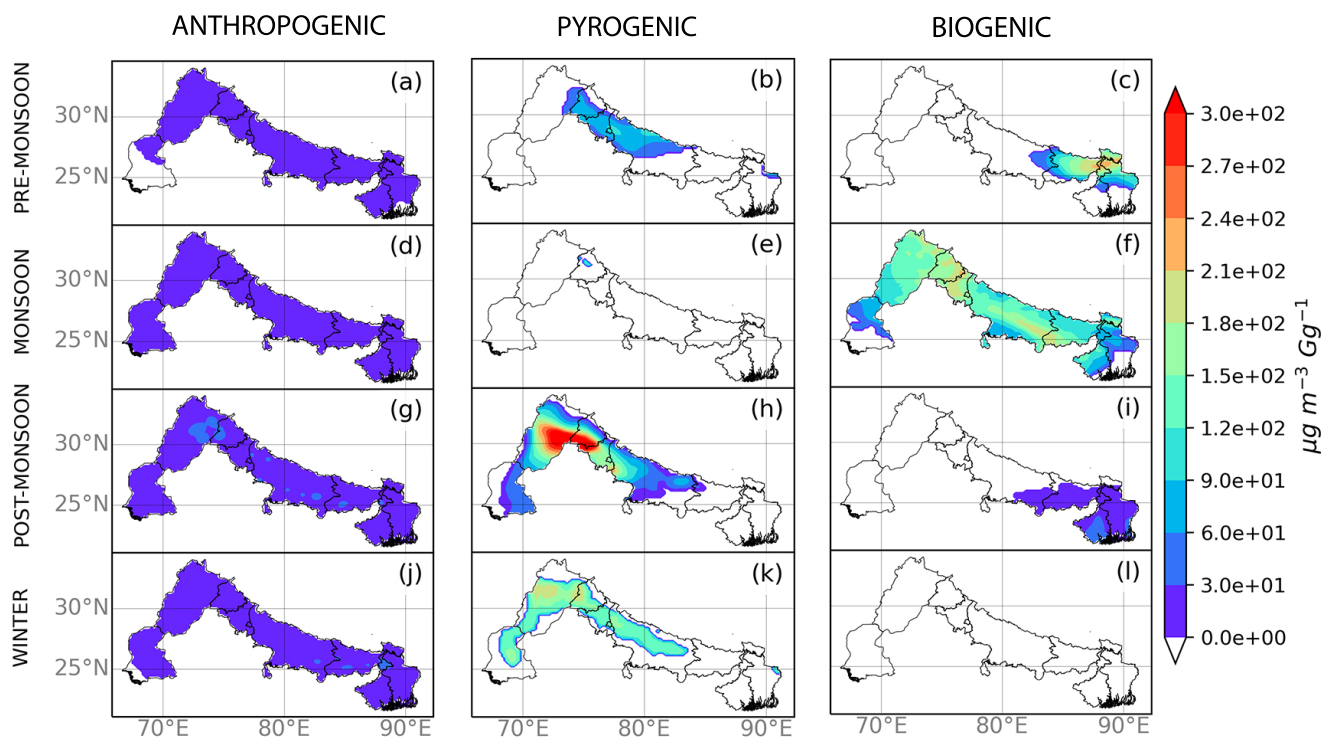 ANTHROPOGENIC PYROGENIC BIOGENIC
PRE-MONSOON
30°N
25°N
(a) (b) (c)
3.0e+02
2.7e+02
2.4e+02
2.1e+02
1.8e+02
1.5e+02
1.2e+02
9.0e+01
6.0e+01
3.0e+01
0.0e+00
µg m⁻³ Gg⁻¹
MONSOON
30°N
25°N
(d) (e) (f)
POST-MONSOON
30°N
25°N
(g) (h) (i)
WINTER
30°N
25°N
(j) (k) (l)
70°E 80°E 90°E 70°E 80°E 90°E 70°E 80°E 90°E